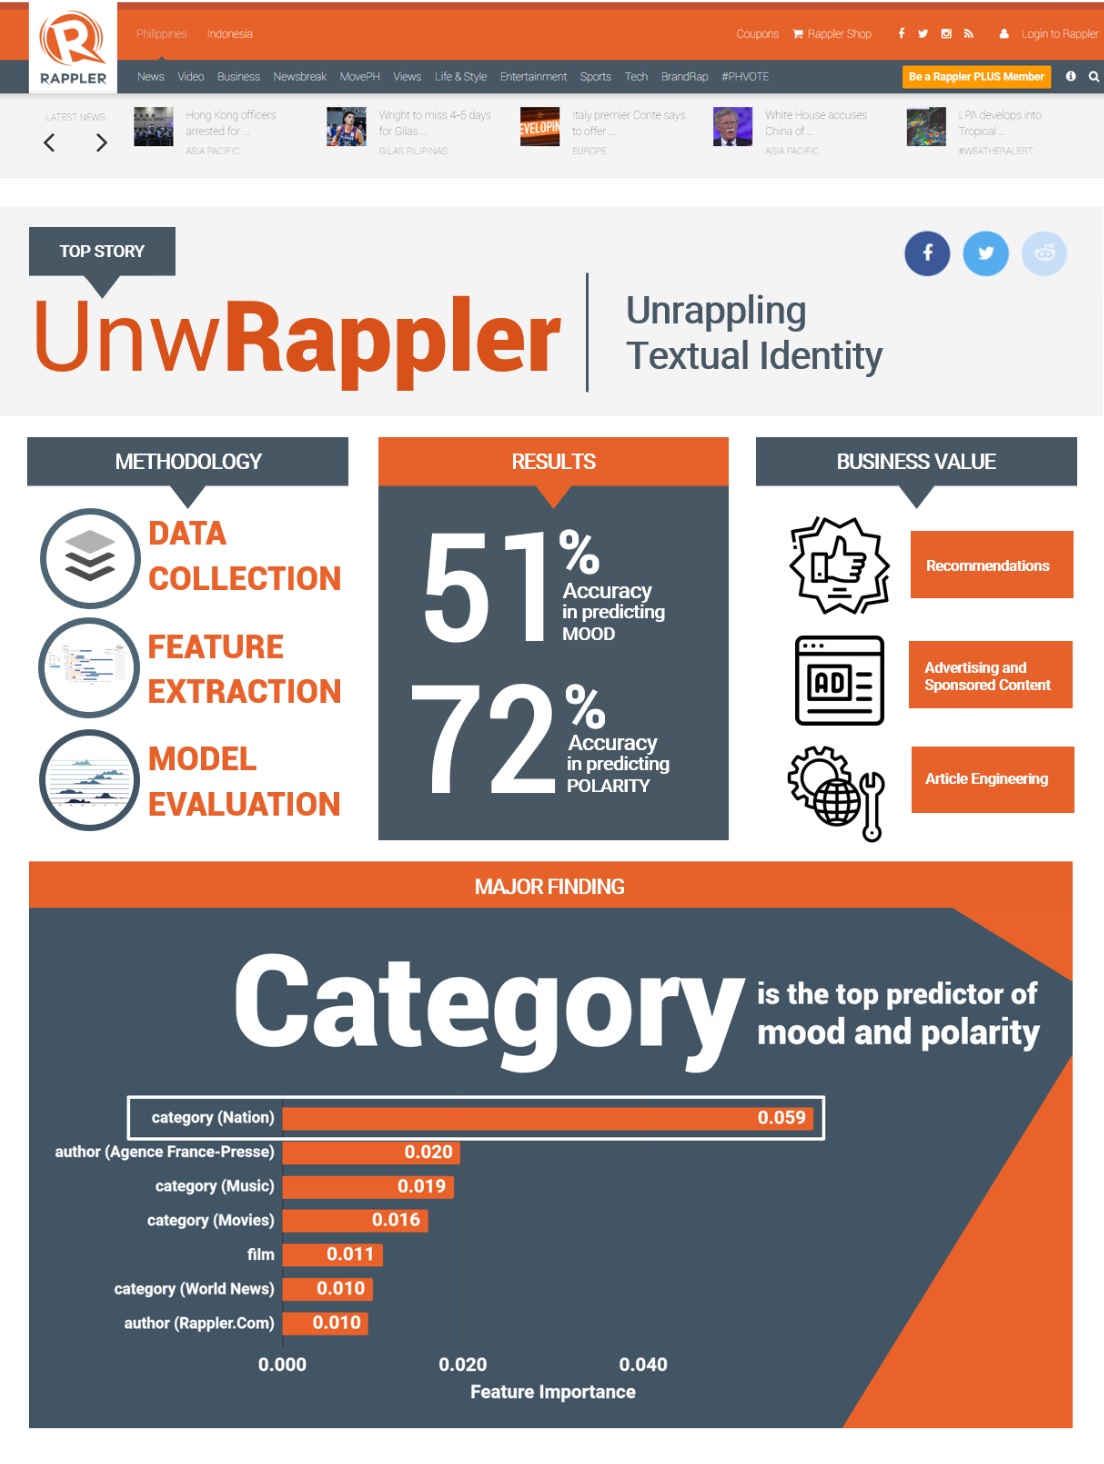 Philippines Indonesia Coupons Rappler Shop Login to Rappler
RAPPLER
News Video Business Newsbreak MovePH Views Life & Style Entertainment Sports Tech BrandRap #PHVOTE Be a Rappler PLUS Member
LATEST NEWS
Hong Kong officers
arrested for ...
ASIA PACIFIC
Wright to miss 4-5 days
for Gilas ...
GILAS PILIPINAS
EVELOPIN
Italy premier Conte says
to offer ...
EUROPE
White House accuses
China of ...
ASIA PACIFIC
LPA develops into
Tropical ...
#WEATHERALERT
TOP STORY
UnwRappler
Unrappling
Textual Identity
METHODOLOGY
DATA
COLLECTION
FEATURE
EXTRACTION
MODEL
EVALUATION
RESULTS
51%
Accuracy
in predicting
MOOD
72%
Accuracy
in predicting
POLARITY
BUSINESS VALUE
Recommendations
AD
Advertising and
Sponsored Content
Article Engineering
MAJOR FINDING
Category
is the top predictor of
mood and polarity
category (Nation) 0.059
author (Agence France-Presse) 0.020
category (Music) 0.019
category (Movies) 0.016
film 0.011
category (World News) 0.010
author (Rappler.Com) 0.010
0.000 0.020 0.040
Feature Importance